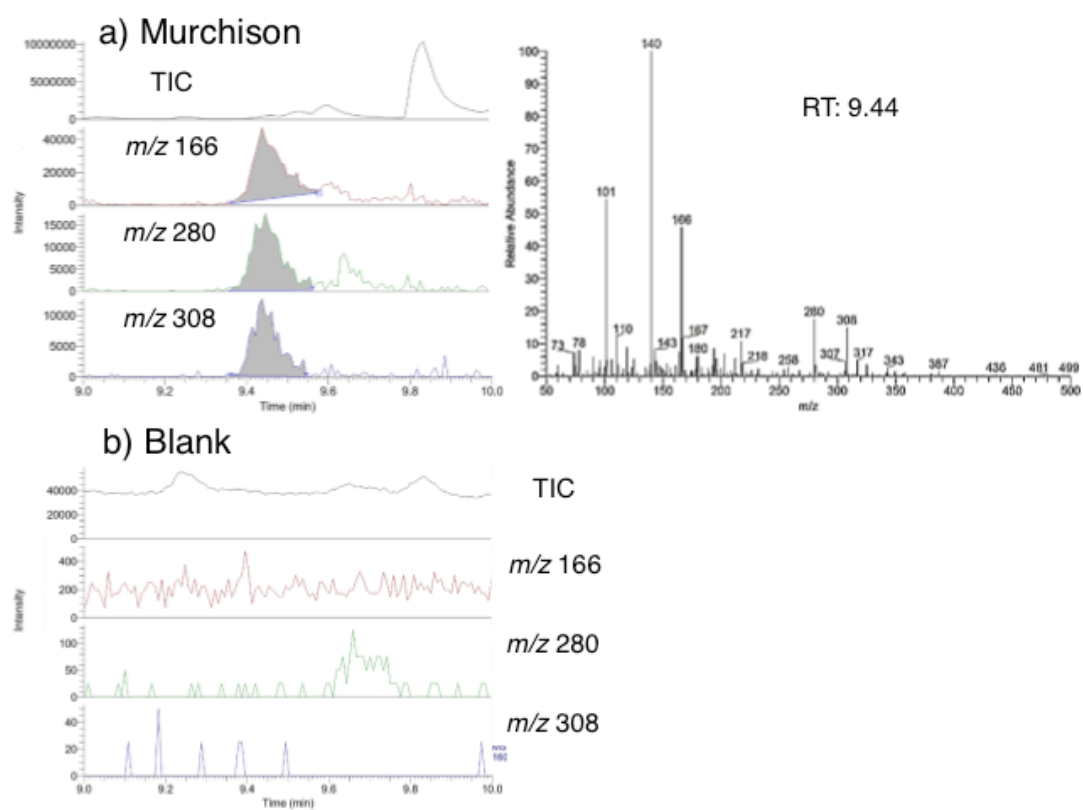 a) Murchison
TIC
m/z 166
m/z 280
m/z 308
10000000
5000000
0
40000
20000
0
15000
10000
5000
0
10000
5000
0
Intensity
9.0 9.2 9.4 9.6 9.8 10.0
Time (min)
RT: 9.44
Relative Abundance
100
90
80
70
60
50
40
30
20
10
0
140
101
166
110
167
73 78
143
180
217
218
258
280
307
308
317
343
387
436
481 499
50 100 150 200 250 300 350 400 450 500
m/z
b) Blank
TIC
m/z 166
m/z 280
m/z 308
40000
20000
0
400
200
0
100
50
0
40
20
0
Intensity
9.0 9.2 9.4 9.6 9.8 10.0
Time (min)